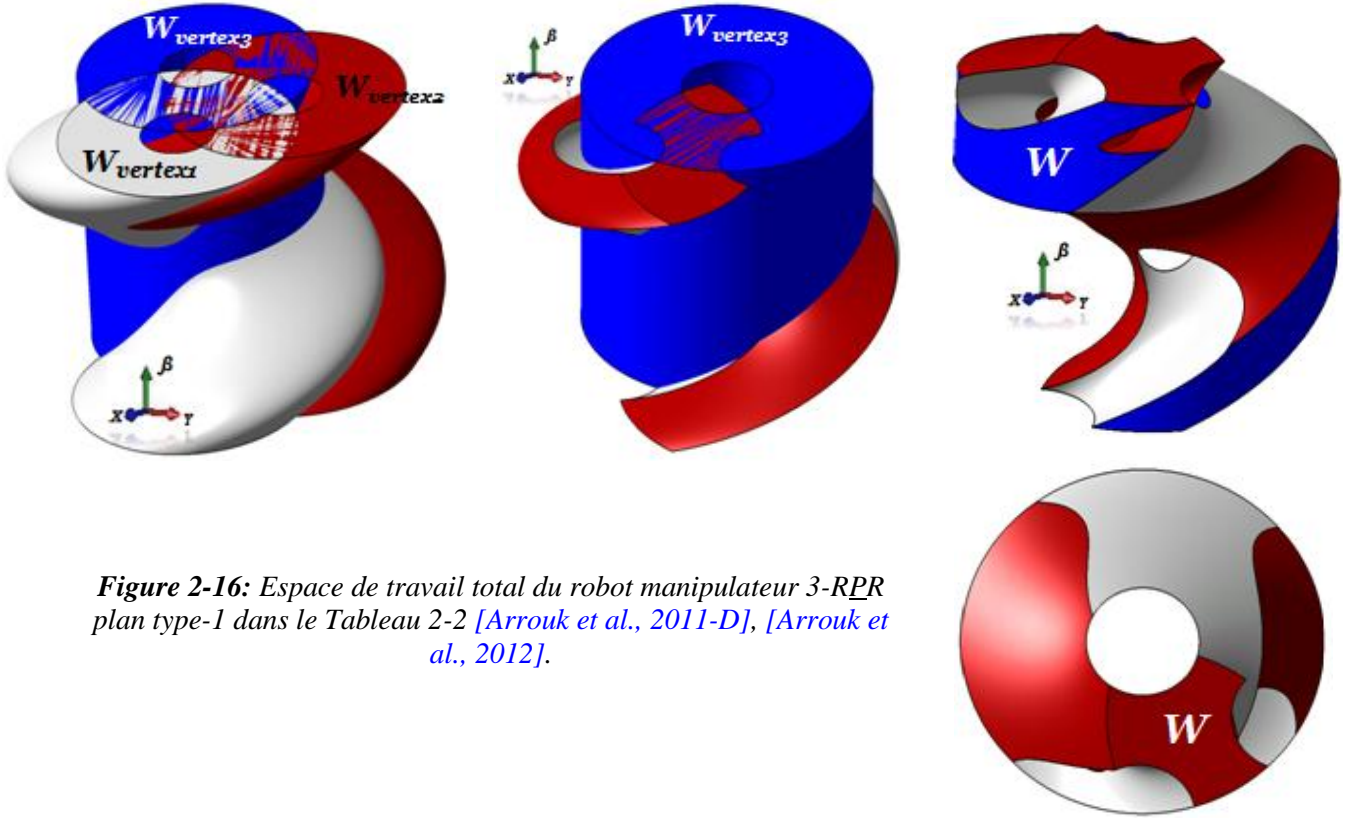 Wvertex3
Wvertex2
Wvertex1
β
X
Y
Wvertex3
β
X
Y
W
β
X
Y
W
Figure 2-16: Espace de travail total du robot manipulateur 3-RPR
plan type-1 dans le Tableau 2-2 [Arrouk et al., 2011-D], [Arrouk et
al., 2012].